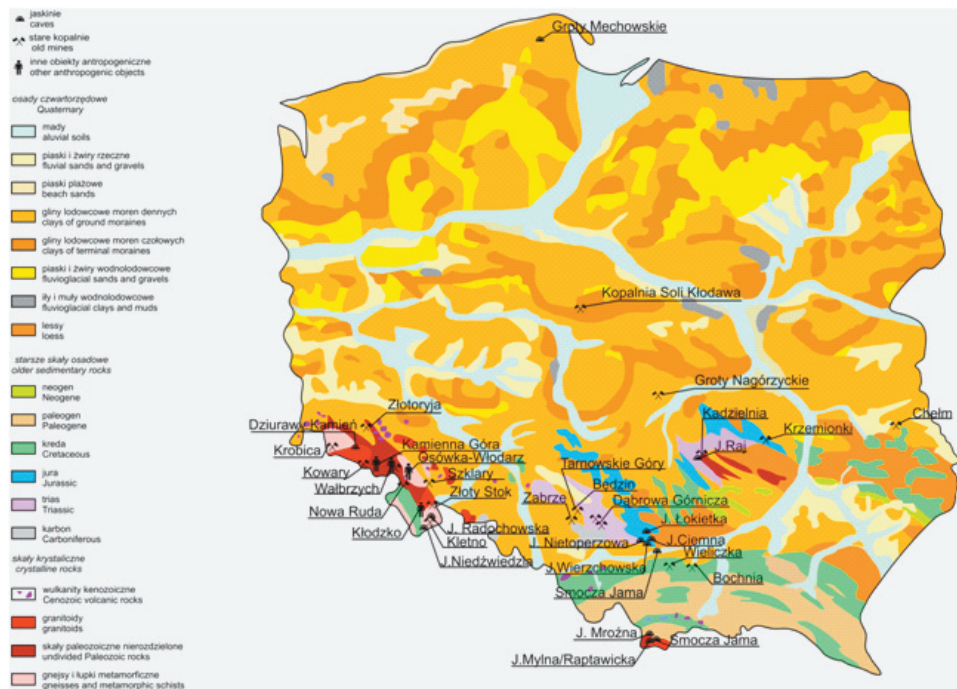 jaskinie
caves
stare kopalnie
old mines
inne obiekty antropogeniczne
other anthropogenic objects
osady czwartorzędowe
Quaternary
mady
aluvial soils
piaski i żwiry rzeczne
fluvial sands and gravels
piaski plażowe
beach sands
gliny lodowcowe moren dennych
clays of ground moraines
gliny lodowcowe moren czołowych
clays of terminal moraines
piaski i żwiry wodnolodowcowe
fluvioglacial sands and gravels
iły i muły wodnolodowcowe
fluvioglacial clays and muds
lessy
loess
starsze skały osadowe
older sedimentary rocks
neogen
Neogene
paleogen
Paleogene
kreda
Cretaceous
jura
Jurassic
trias
Triassic
karbon
Carboniferous
skały krystaliczne
crystalline rocks
wulkanity kenozoiczne
Cenozoic volcanic rocks
granitoidy
granitoids
skały paleozoiczne nierozdzielone
undivided Paleozoic rocks
gnejsy i łupki metamorficzne
gneisses and metamorphic schists
Groty Mechowskie
Kopalnia Soli Kłodawa
Groty Nagórzyckie
Kadzielnia
Krzemionki
Chełm
J.Raj
Złotoryja
Dziurawy Kamień
Krobica
Kamienna Góra
Osówka-Włodarz
Kowary
Szklary
Wałbrzych
Złoty Stok
Nowa Ruda
Kłodzko
J. Radochowska
Kletno
J.Niedźwiedzia
Tarnowskie Góry
Będzin
Zabrze
Dąbrowa Górnicza
J. Łokietka
J. Nietoperzowa
J.Ciemna
Wieliczka
J.Wierzchowska
Bochnia
Smocza Jama
J. Mroźna
Smocza Jama
J.Mylna/Raptawicka